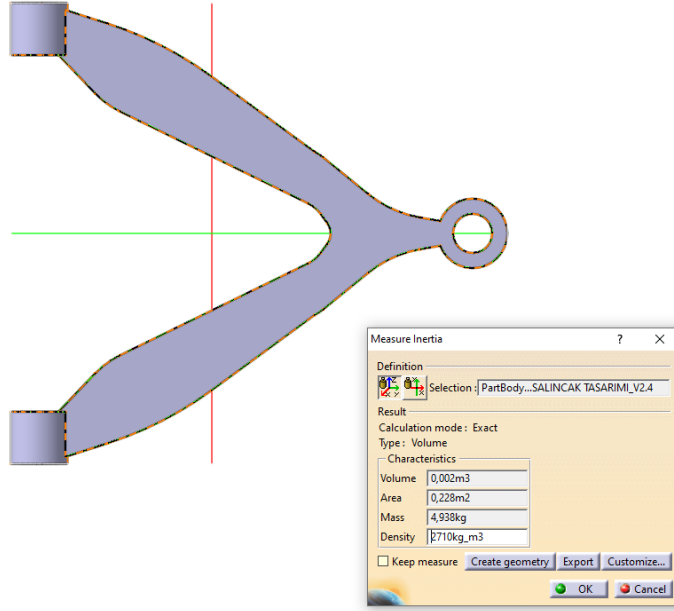 Measure Inertia ? X
Definition
Selection : PartBody...SALINCAK TASARIMI_V2.4
Result
Calculation mode : Exact
Type : Volume
Characteristics
Volume 0,002m3
Area 0,228m2
Mass 4,938kg
Density 2710kg_m3
Keep measure Create geometry Export Customize...
OK Cancel